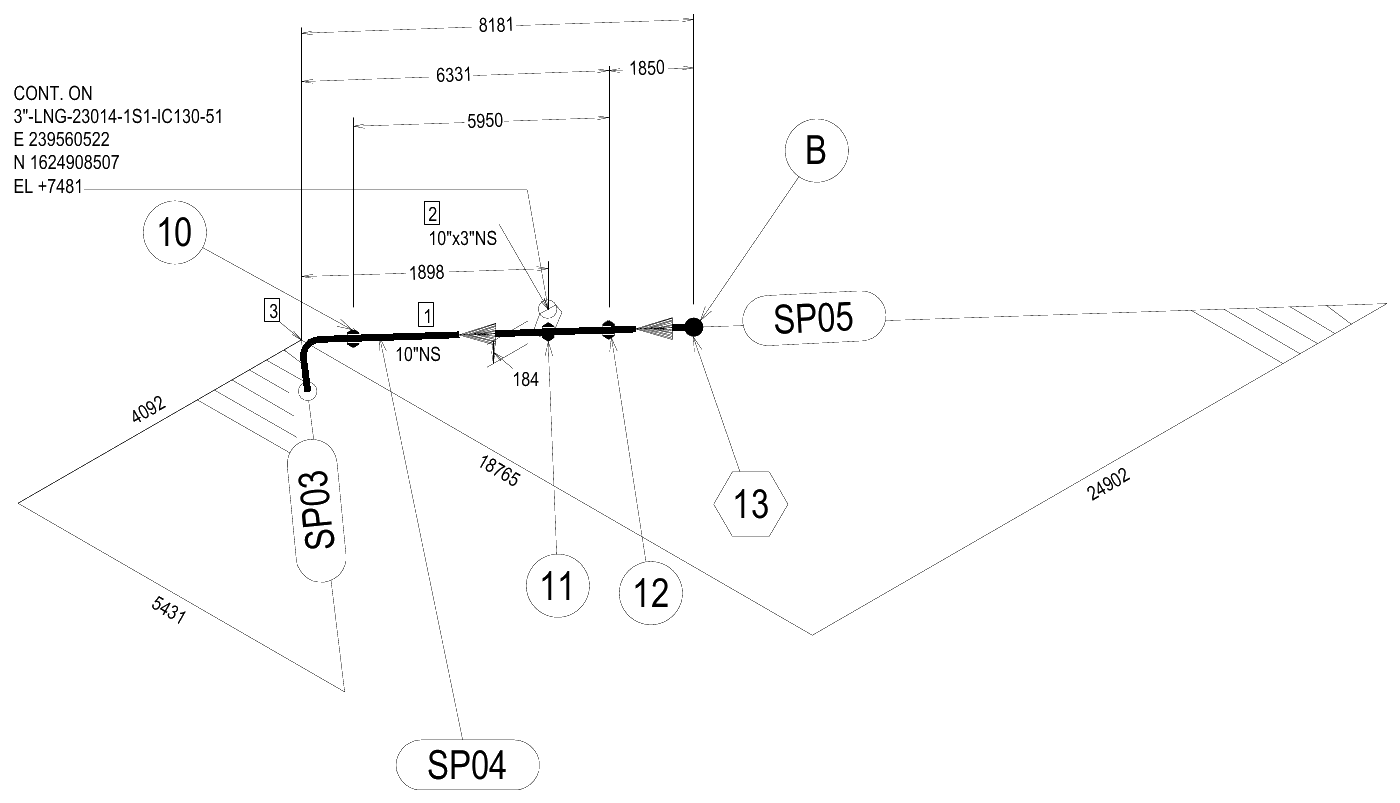 8181
6331
1850
5950
CONT. ON
3"-LNG-23014-1S1-IC130-51
E 239560522
N 1624908507
EL +7481
B
10
2
10"x3"NS
1898
3
1
SP05
10"NS
184
4092
18765
24902
SP03
13
11
12
5431
SP04